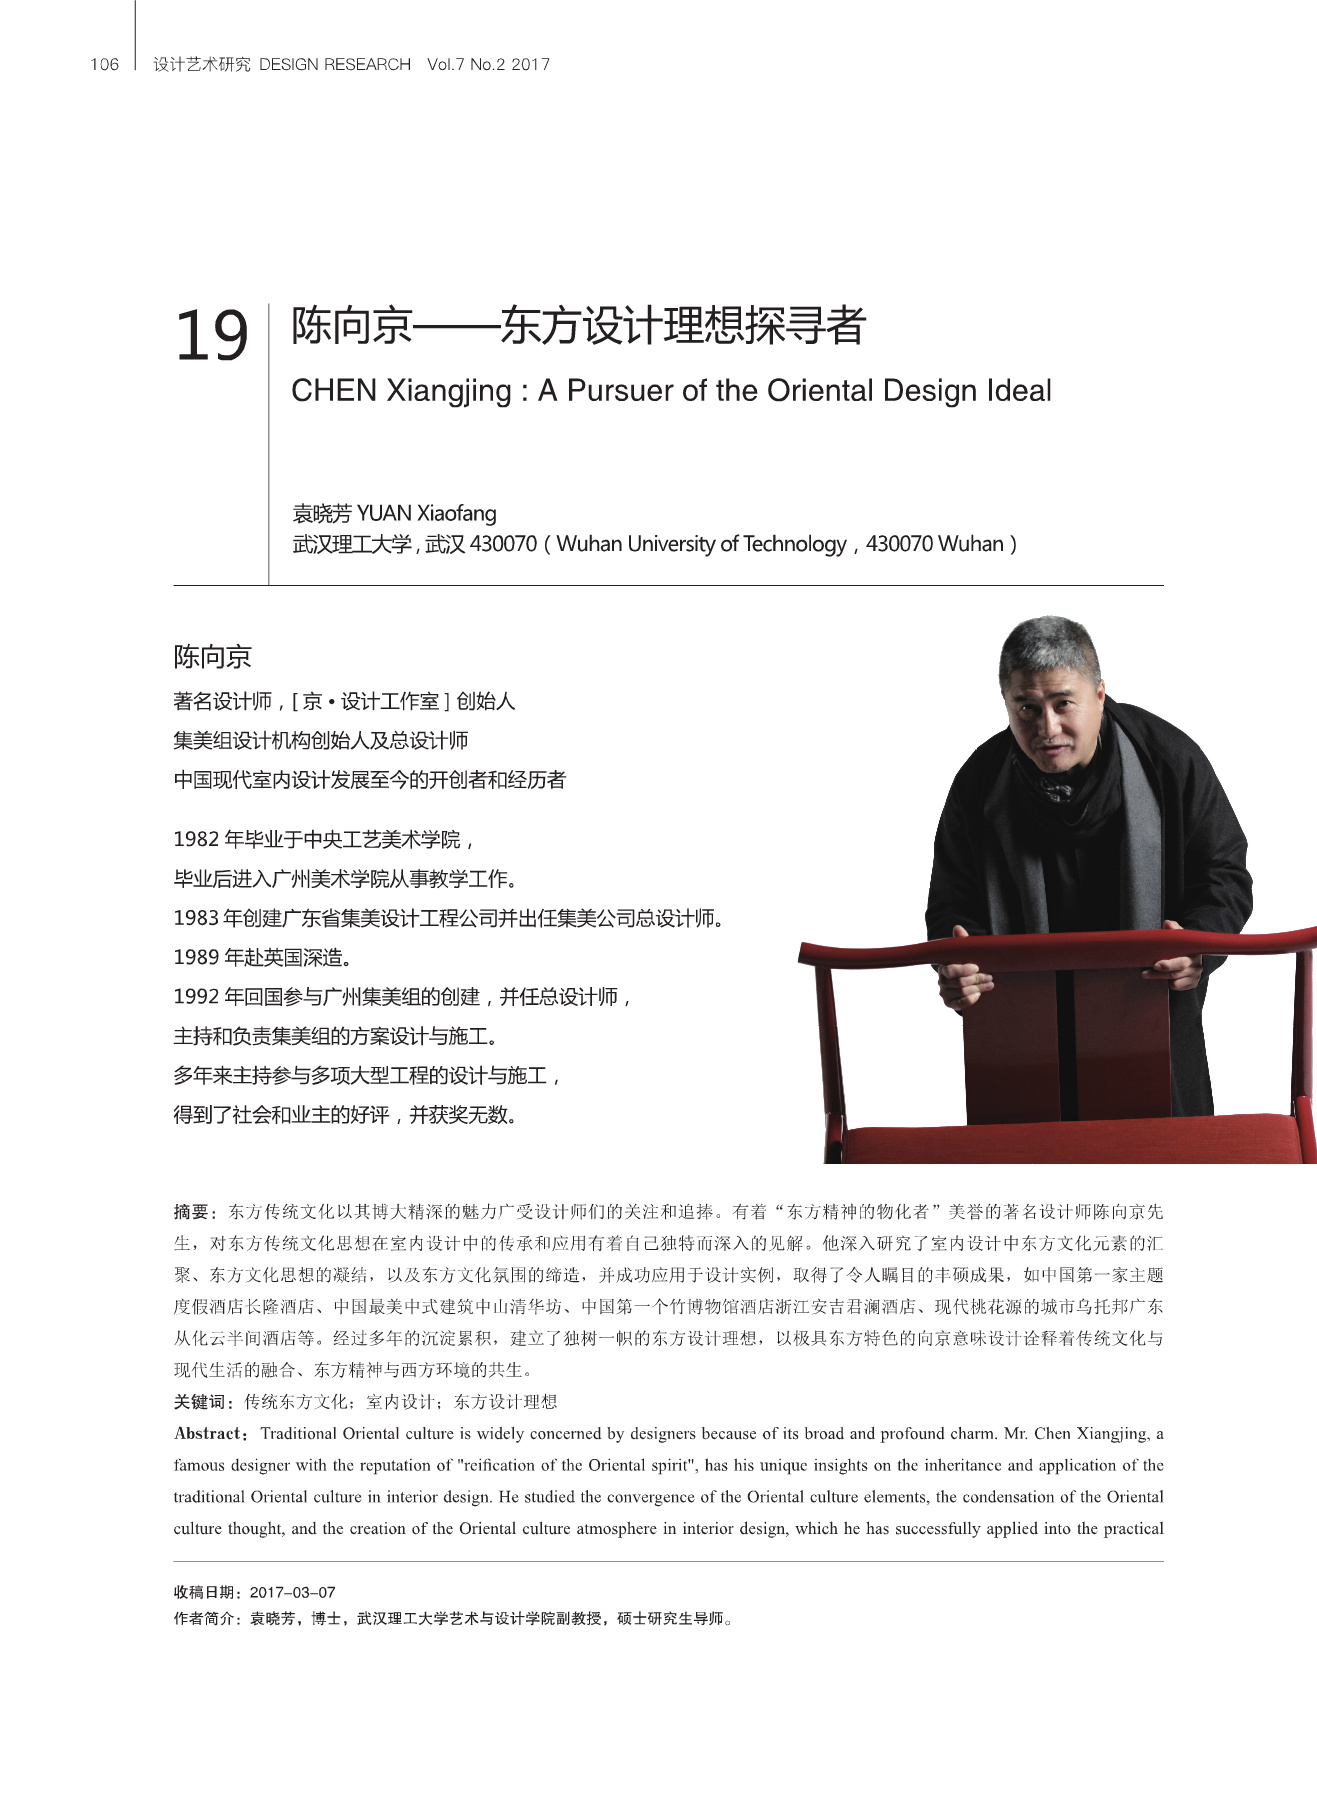 106 设计艺术研究 DESIGN RESEARCH Vol.7 No.2 2017
19
陈向京——东方设计理想探寻者
CHEN Xiangjing : A Pursuer of the Oriental Design Ideal
袁晓芳 YUAN Xiaofang
武汉理工大学, 武汉 430070（Wuhan University of Technology，430070 Wuhan）
陈向京
著名设计师，[ 京 • 设计工作室 ] 创始人
集美组设计机构创始人及总设计师
中国现代室内设计发展至今的开创者和经历者
1982 年毕业于中央工艺美术学院，
毕业后进入广州美术学院从事教学工作。
1983 年创建广东省集美设计工程公司并出任集美公司总设计师。
1989 年赴英国深造。
1992 年回国参与广州集美组的创建，并任总设计师，
主持和负责集美组的方案设计与施工。
多年来主持参与多项大型工程的设计与施工，
得到了社会和业主的好评，并获奖无数。
摘要：东方传统文化以其博大精深的魅力广受设计师们的关注和追捧。有着“东方精神的物化者”美誉的著名设计师陈向京先
生，对东方传统文化思想在室内设计中的传承和应用有着自己独特而深入的见解。他深入研究了室内设计中东方文化元素的汇
聚、东方文化思想的凝结，以及东方文化氛围的缔造，并成功应用于设计实例，取得了令人瞩目的丰硕成果，如中国第一家主题
度假酒店长隆酒店、中国最美中式建筑中山清华坊、中国第一个竹博物馆酒店浙江安吉君澜酒店、现代桃花源的城市乌托邦广东
从化云半间酒店等。经过多年的沉淀累积，建立了独树一帜的东方设计理想，以极具东方特色的向京意味设计诠释着传统文化与
现代生活的融合、东方精神与西方环境的共生。
关键词：传统东方文化；室内设计；东方设计理想
Abstract：Traditional Oriental culture is widely concerned by designers because of its broad and profound charm. Mr. Chen Xiangjing, a
famous designer with the reputation of "reification of the Oriental spirit", has his unique insights on the inheritance and application of the
traditional Oriental culture in interior design. He studied the convergence of the Oriental culture elements, the condensation of the Oriental
culture thought, and the creation of the Oriental culture atmosphere in interior design, which he has successfully applied into the practical
收稿日期：2017–03–07
作者简介：袁晓芳，博士，武汉理工大学艺术与设计学院副教授，硕士研究生导师。